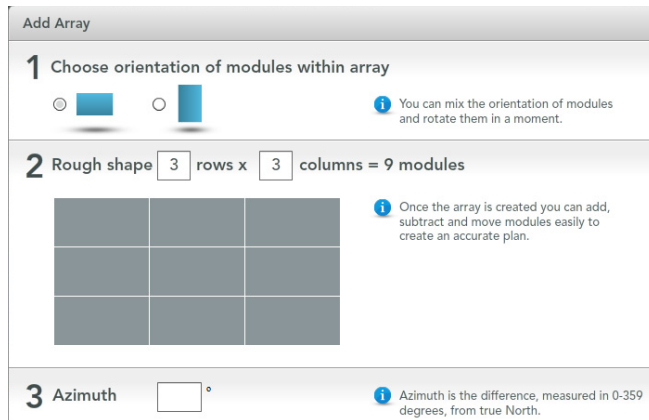 Add Array
1 Choose orientation of modules within array
You can mix the orientation of modules
and rotate them in a moment.
2 Rough shape 3 rows x 3 columns = 9 modules
Once the array is created you can add,
subtract and move modules easily to
create an accurate plan.
3 Azimuth °
Azimuth is the difference, measured in 0-359
degrees, from true North.